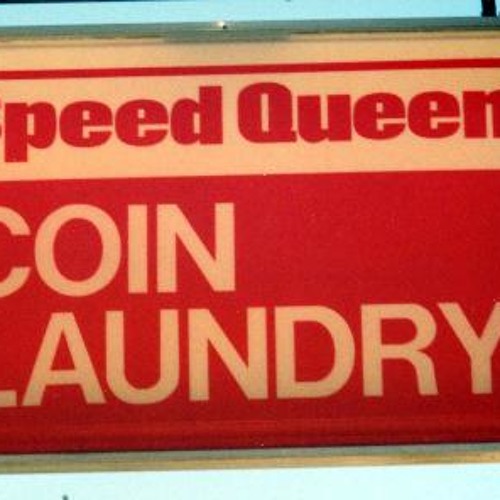 Speed Queen
COIN
LAUNDRY